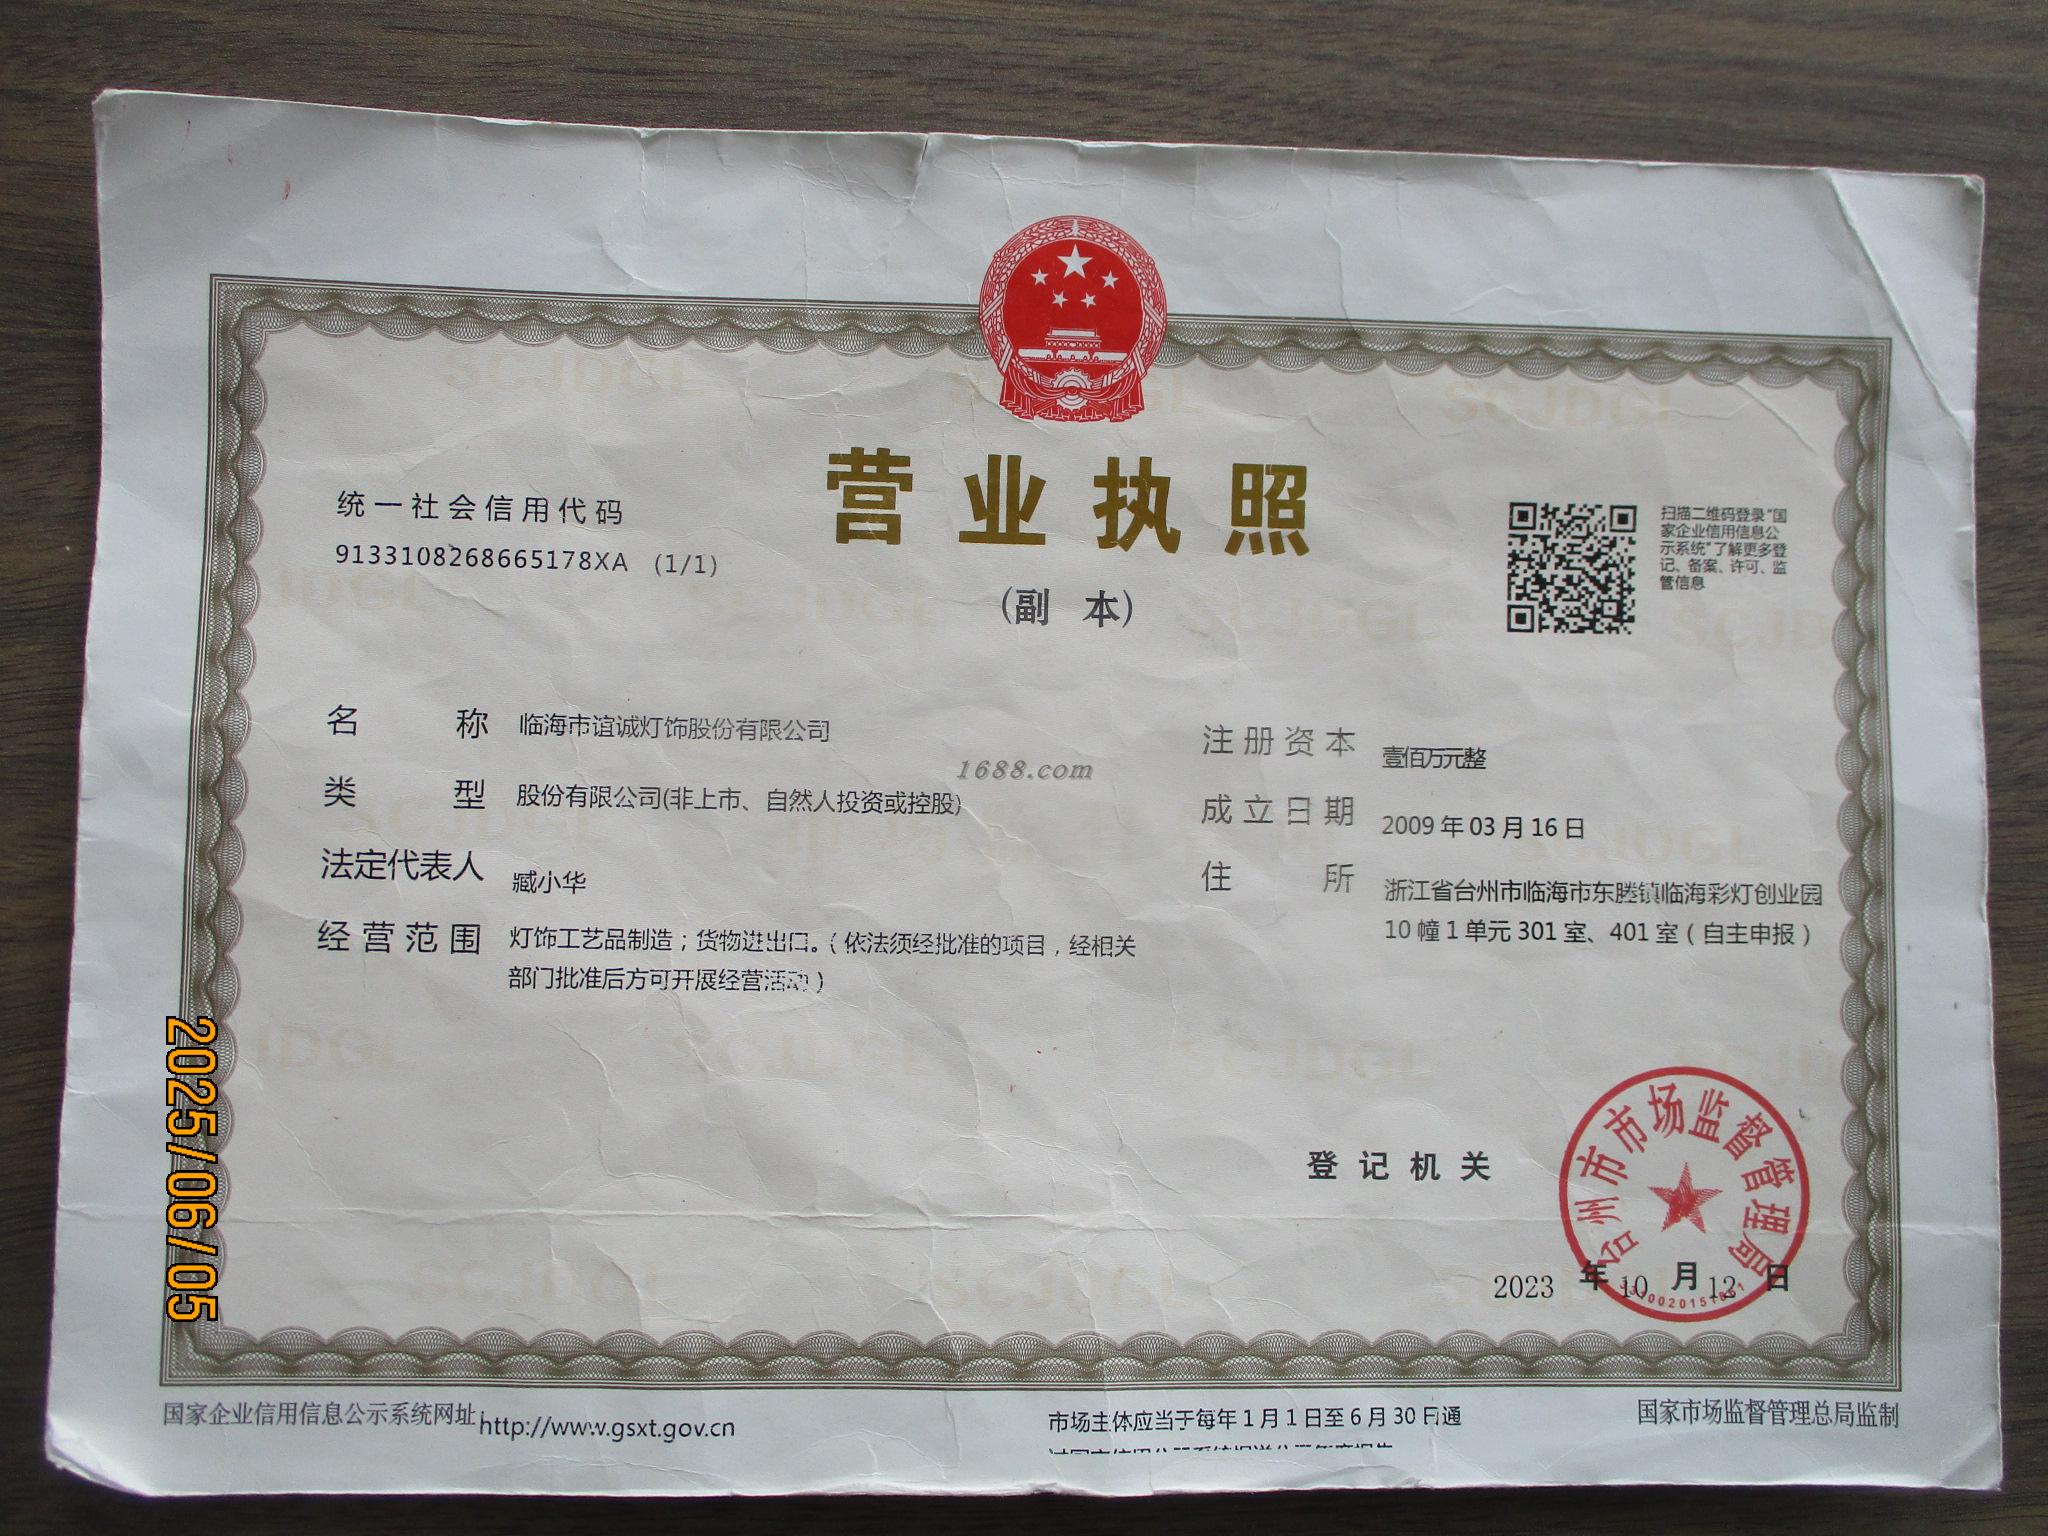 营业执照
(副 本)
统一社会信用代码
9133108268665178XA (1/1)
扫描二维码登录“国
家企业信用信息公
示系统”了解更多登
记、备案、许可、监
管信息
名称 临海市谊诚灯饰股份有限公司
类型 股份有限公司(非上市、自然人投资或控股)
法定代表人 臧小华
经营范围 灯饰工艺品制造；货物进出口。（依法须经批准的项目，经相关
部门批准后方可开展经营活动）
1688.com
注册资本 壹佰万元整
成立日期 2009年03月16日
住所 浙江省台州市临海市东塍镇临海彩灯创业园
10幢1单元301室、401室（自主申报）
登记机关
台州市市场监督管理局
2023 年 10 月 12 日
2025/06/05
国家企业信用信息公示系统网址 http://www.gsxt.gov.cn
市场主体应当于每年1月1日至6月30日通
国家市场监督管理总局监制
SCJDGL